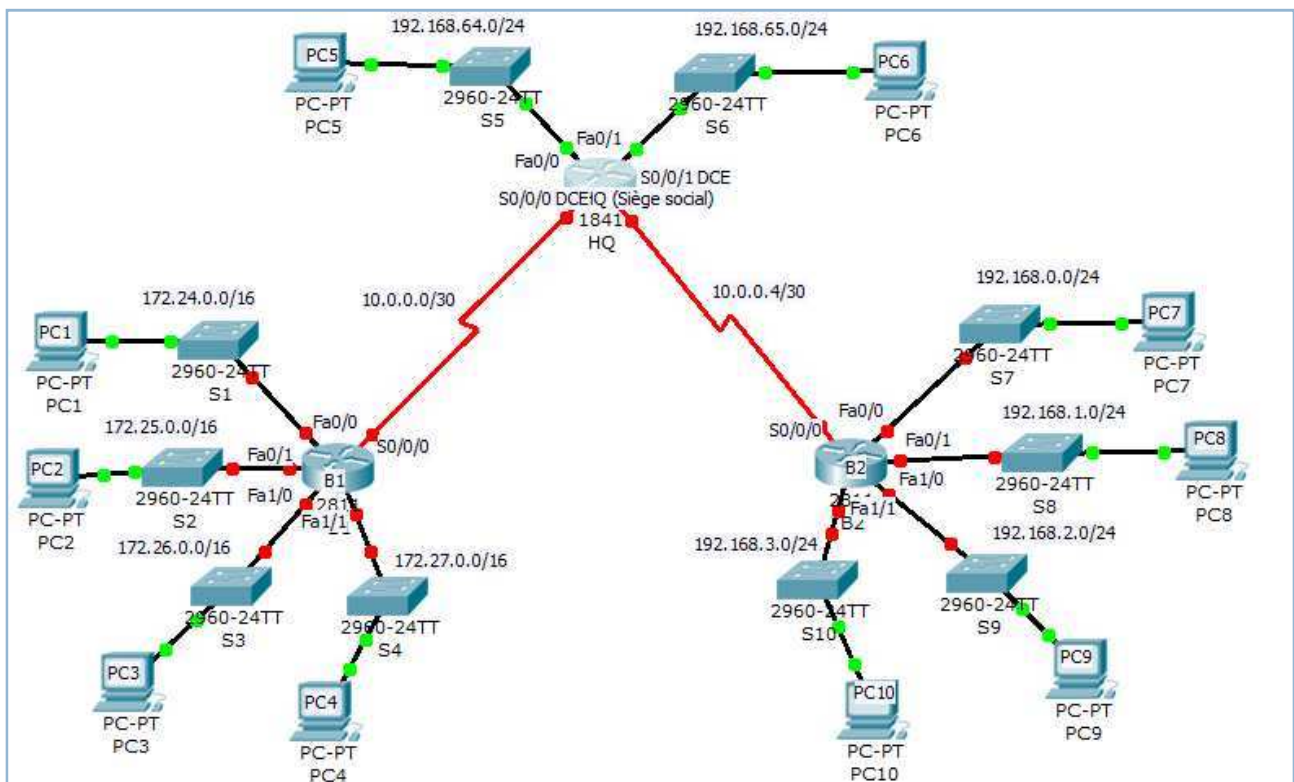 192.168.64.0/24
192.168.65.0/24
PC5
PC-PT
PC5
2960-24TT
S5
2960-24TT
S6
PC6
PC-PT
PC6
Fa0/1
Fa0/0
S0/0/1 DCE
S0/0/0 DCE (Siège social)
1841
HQ
10.0.0.0/30
10.0.0.4/30
172.24.0.0/16
PC1
PC-PT
PC1
2960-24TT
S1
Fa0/0
S0/0/0
172.25.0.0/16
Fa0/1
PC2
PC-PT
PC2
2960-24TT
S2
Fa1/0
B1
Fa1/1
172.26.0.0/16
172.27.0.0/16
2960-24TT
S3
2960-24TT
S4
PC3
PC-PT
PC3
PC4
PC-PT
PC4
192.168.0.0/24
PC7
PC-PT
PC7
2960-24TT
S7
Fa0/0
S0/0/0
192.168.1.0/24
Fa0/1
PC8
PC-PT
PC8
B2
Fa1/0
2960-24TT
S8
Fa1/1
B2
192.168.2.0/24
192.168.3.0/24
2960-24TT
S9
2960-24TT
S10
PC9
PC-PT
PC9
PC10
PC-PT
PC10